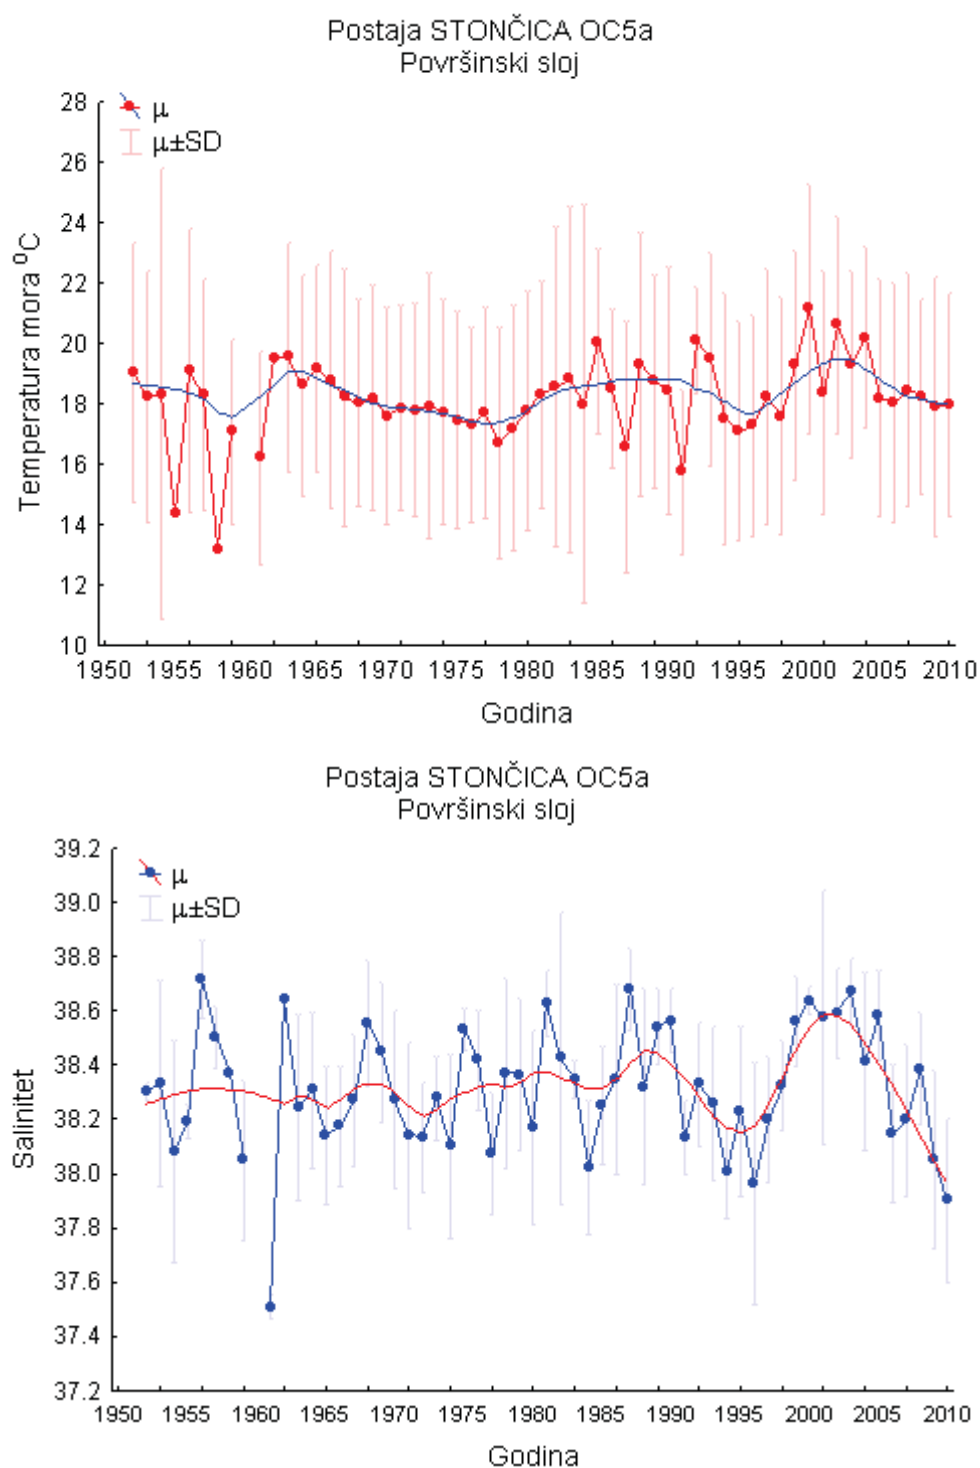 Postaja STONČICA OC5a
Površinski sloj
μ
μ±SD
Temperatura mora ºC
28
26
24
22
20
18
16
14
12
10
1950 1955 1960 1965 1970 1975 1980 1985 1990 1995 2000 2005 2010
Godina
Postaja STONČICA OC5a
Površinski sloj
μ
μ±SD
Salinitet
39.2
39.0
38.8
38.6
38.4
38.2
38.0
37.8
37.6
37.4
37.2
1950 1955 1960 1965 1970 1975 1980 1985 1990 1995 2000 2005 2010
Godina